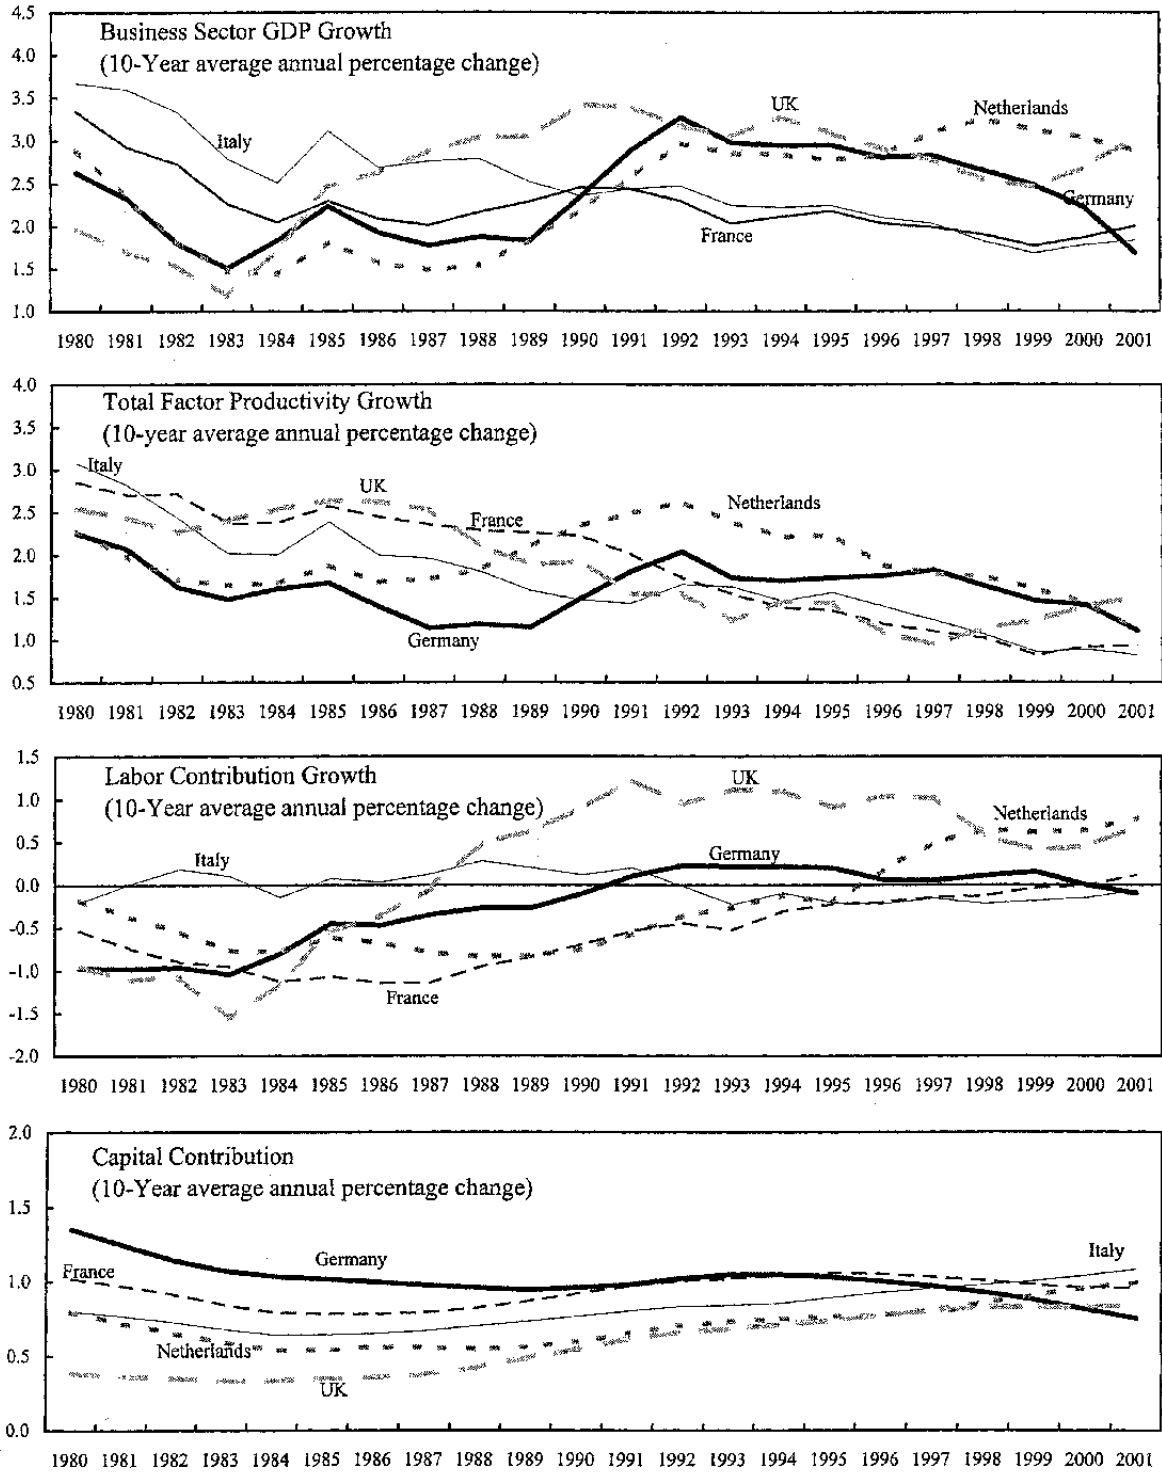 4.5
Business Sector GDP Growth
4.0
(10-Year average annual percentage change)
3.5
UK
Netherlands
Italy
3.0
2.5
Germany
2.0
France
1.5
1.0
1980 1981 1982 1983 1984 1985 1986 1987 1988 1989 1990 1991 1992 1993 1994 1995 1996 1997 1998 1999 2000 2001
4.0
Total Factor Productivity Growth
3.5
(10-year average annual percentage change)
3.0
Italy
UK
Netherlands
2.5
France
2.0
1.5
1.0
Germany
0.5
1980 1981 1982 1983 1984 1985 1986 1987 1988 1989 1990 1991 1992 1993 1994 1995 1996 1997 1998 1999 2000 2001
1.5
Labor Contribution Growth
UK
1.0
(10-Year average annual percentage change)
Netherlands
0.5
Italy
Germany
0.0
-0.5
-1.0
France
-1.5
-2.0
1980 1981 1982 1983 1984 1985 1986 1987 1988 1989 1990 1991 1992 1993 1994 1995 1996 1997 1998 1999 2000 2001
2.0
Capital Contribution
(10-Year average annual percentage change)
1.5
Germany
Italy
France
1.0
Netherlands
0.5
UK
0.0
1980 1981 1982 1983 1984 1985 1986 1987 1988 1989 1990 1991 1992 1993 1994 1995 1996 1997 1998 1999 2000 2001